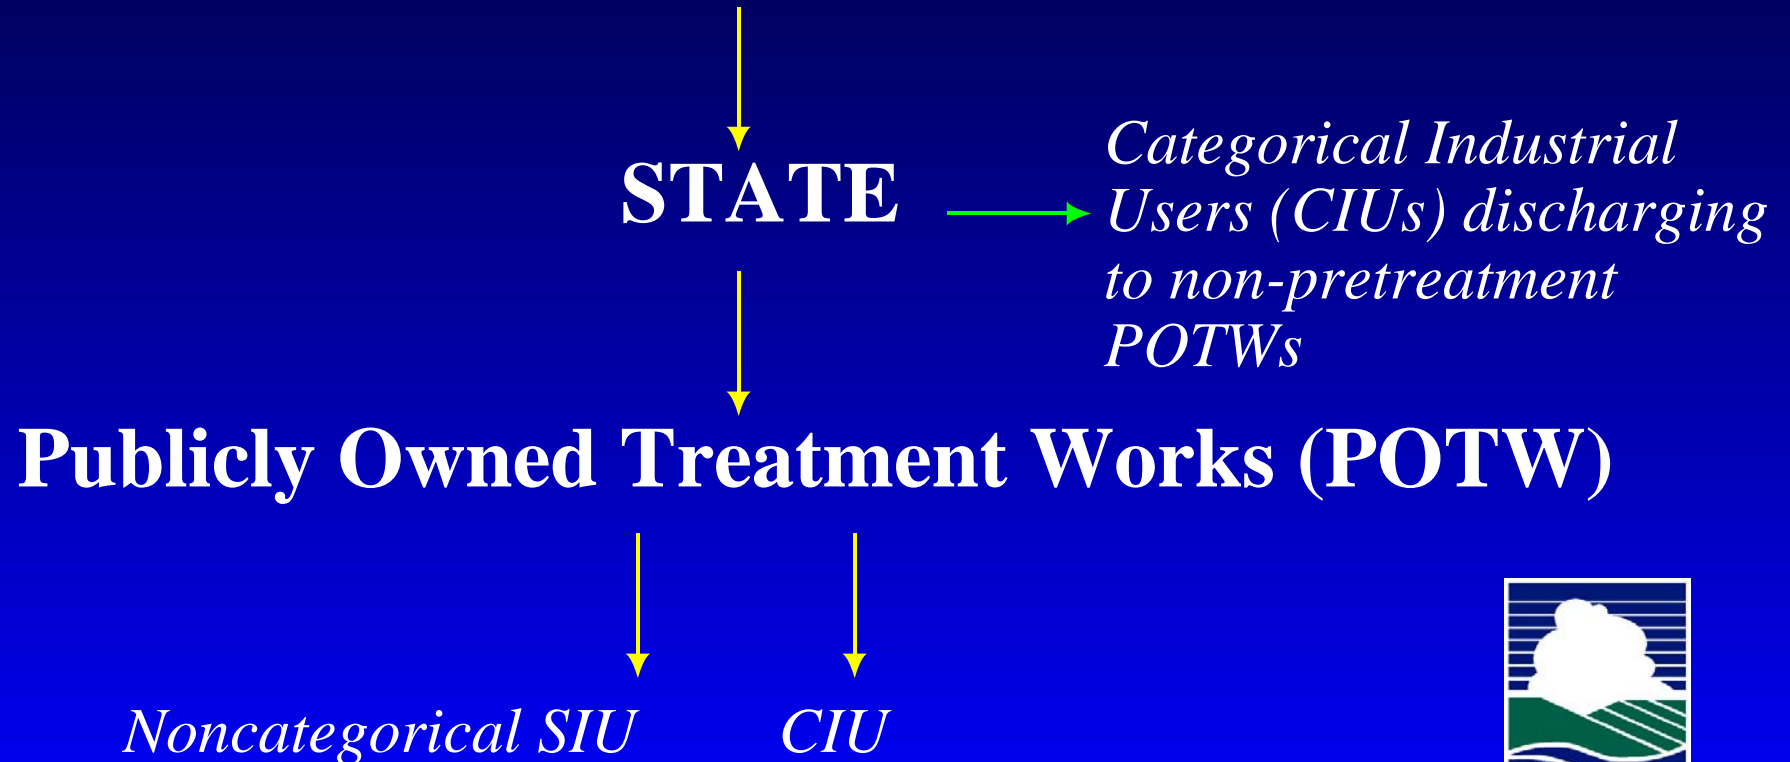 STATE
Categorical Industrial
Users (CIUs) discharging
to non-pretreatment
POTWs
Publicly Owned Treatment Works (POTW)
Noncategorical SIU
CIU